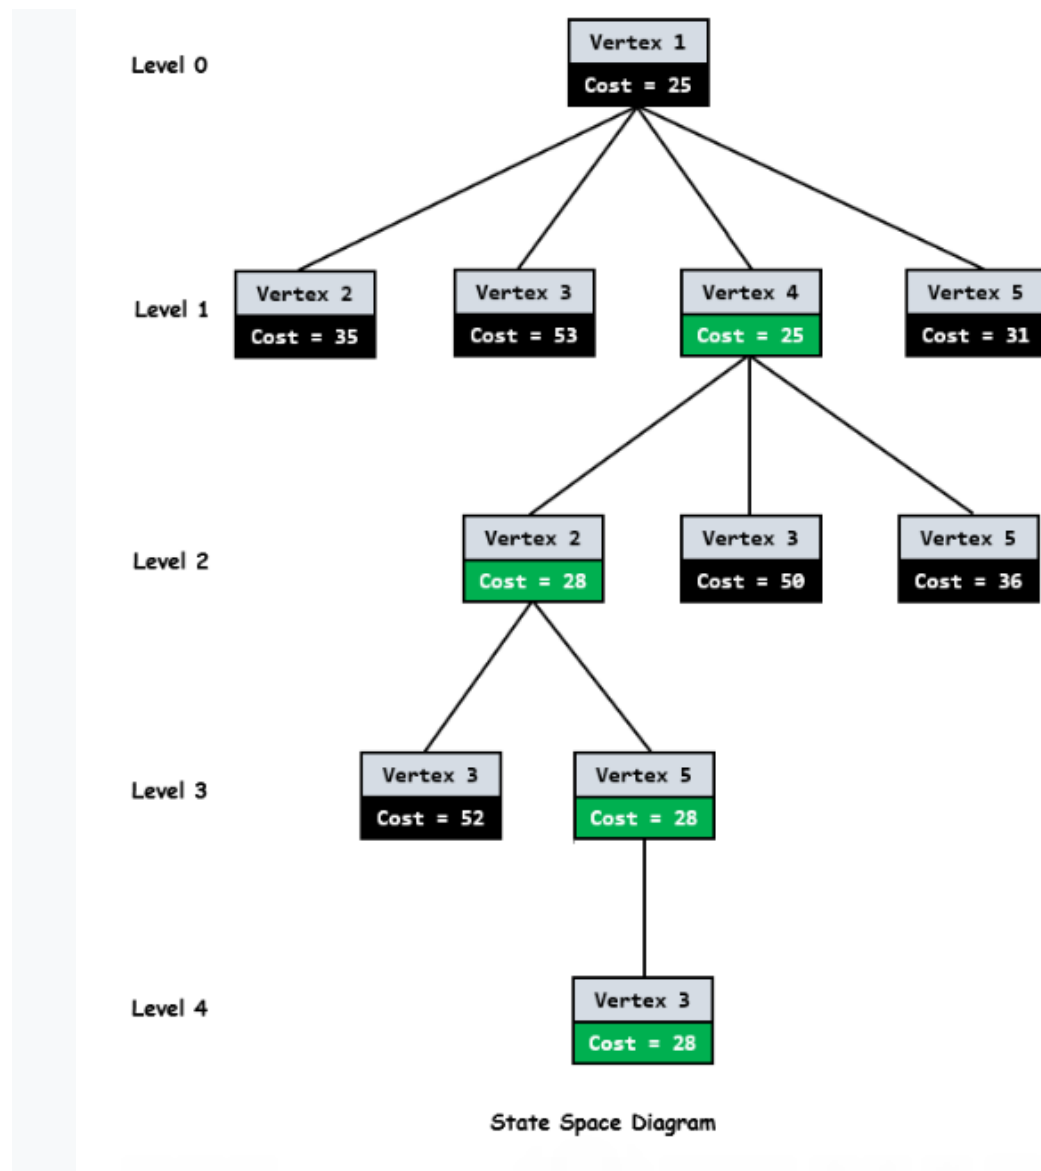 Vertex 1
Level 0
Cost = 25
Vertex 2
Vertex 3
Vertex 4
Vertex 5
Level 1
Cost = 35
Cost = 53
Cost = 25
Cost = 31
Vertex 2
Vertex 3
Vertex 5
Level 2
Cost = 28
Cost = 50
Cost = 36
Vertex 3
Vertex 5
Level 3
Cost = 52
Cost = 28
Vertex 3
Level 4
Cost = 28
State Space Diagram